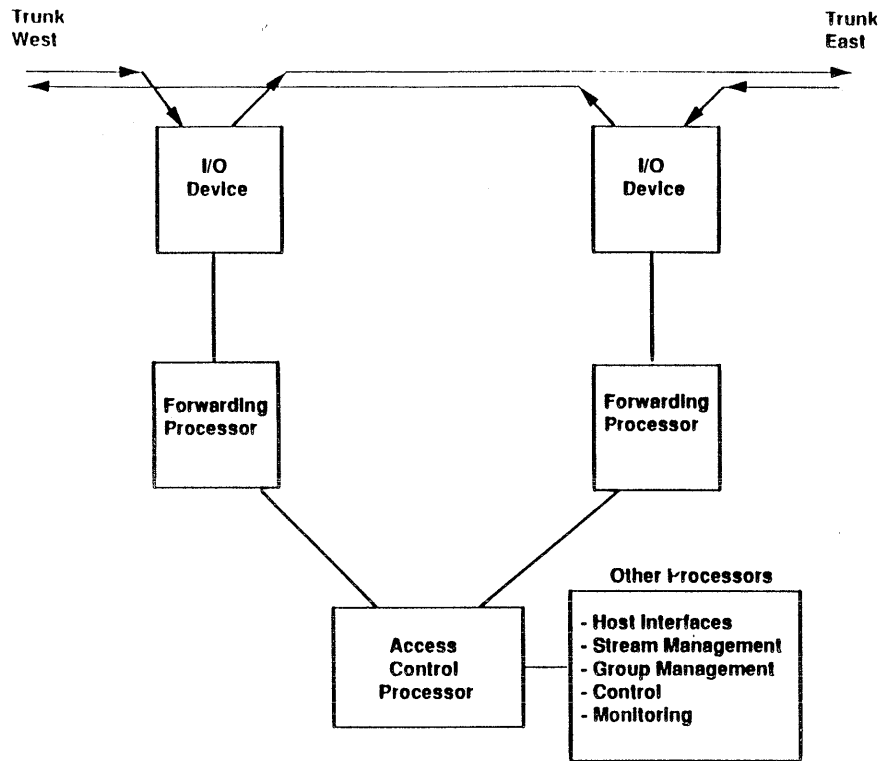 Trunk
West
Trunk
East
I/O
Device
I/O
Device
Forwarding
Processor
Forwarding
Processor
Other Processors
Access
Control
Processor
- Host Interfaces
- Stream Management
- Group Management
- Control
- Monitoring